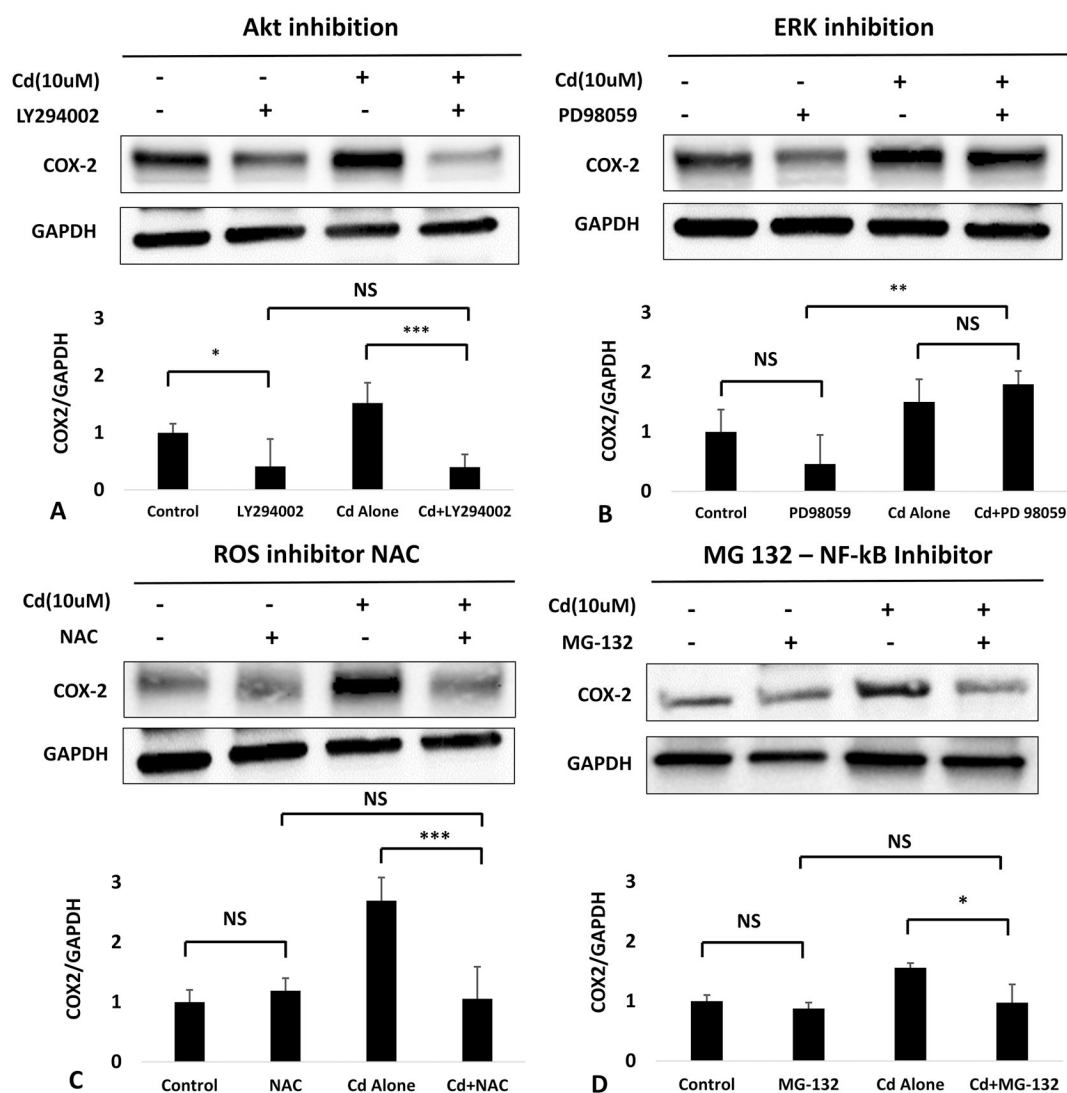 Akt inhibition
Cd(10uM) - - + +
LY294002 - + - +
COX-2
GAPDH
NS
* ***
COX2/GAPDH
3
2
1
0
Control LY294002 Cd Alone Cd+LY294002
A
ERK inhibition
Cd(10uM) - - + +
PD98059 - + - +
COX-2
GAPDH
**
NS NS
COX2/GAPDH
3
2
1
0
Control PD98059 Cd Alone Cd+PD 98059
B
ROS inhibitor NAC
Cd(10uM) - - + +
NAC - + - +
COX-2
GAPDH
NS
NS ***
COX2/GAPDH
3
2
1
0
Control NAC Cd Alone Cd+NAC
C
MG 132 – NF-kB Inhibitor
Cd(10uM) - - + +
MG-132 - + - +
COX-2
GAPDH
NS
NS *
COX2/GAPDH
3
2
1
0
Control MG-132 Cd Alone Cd+MG-132
D